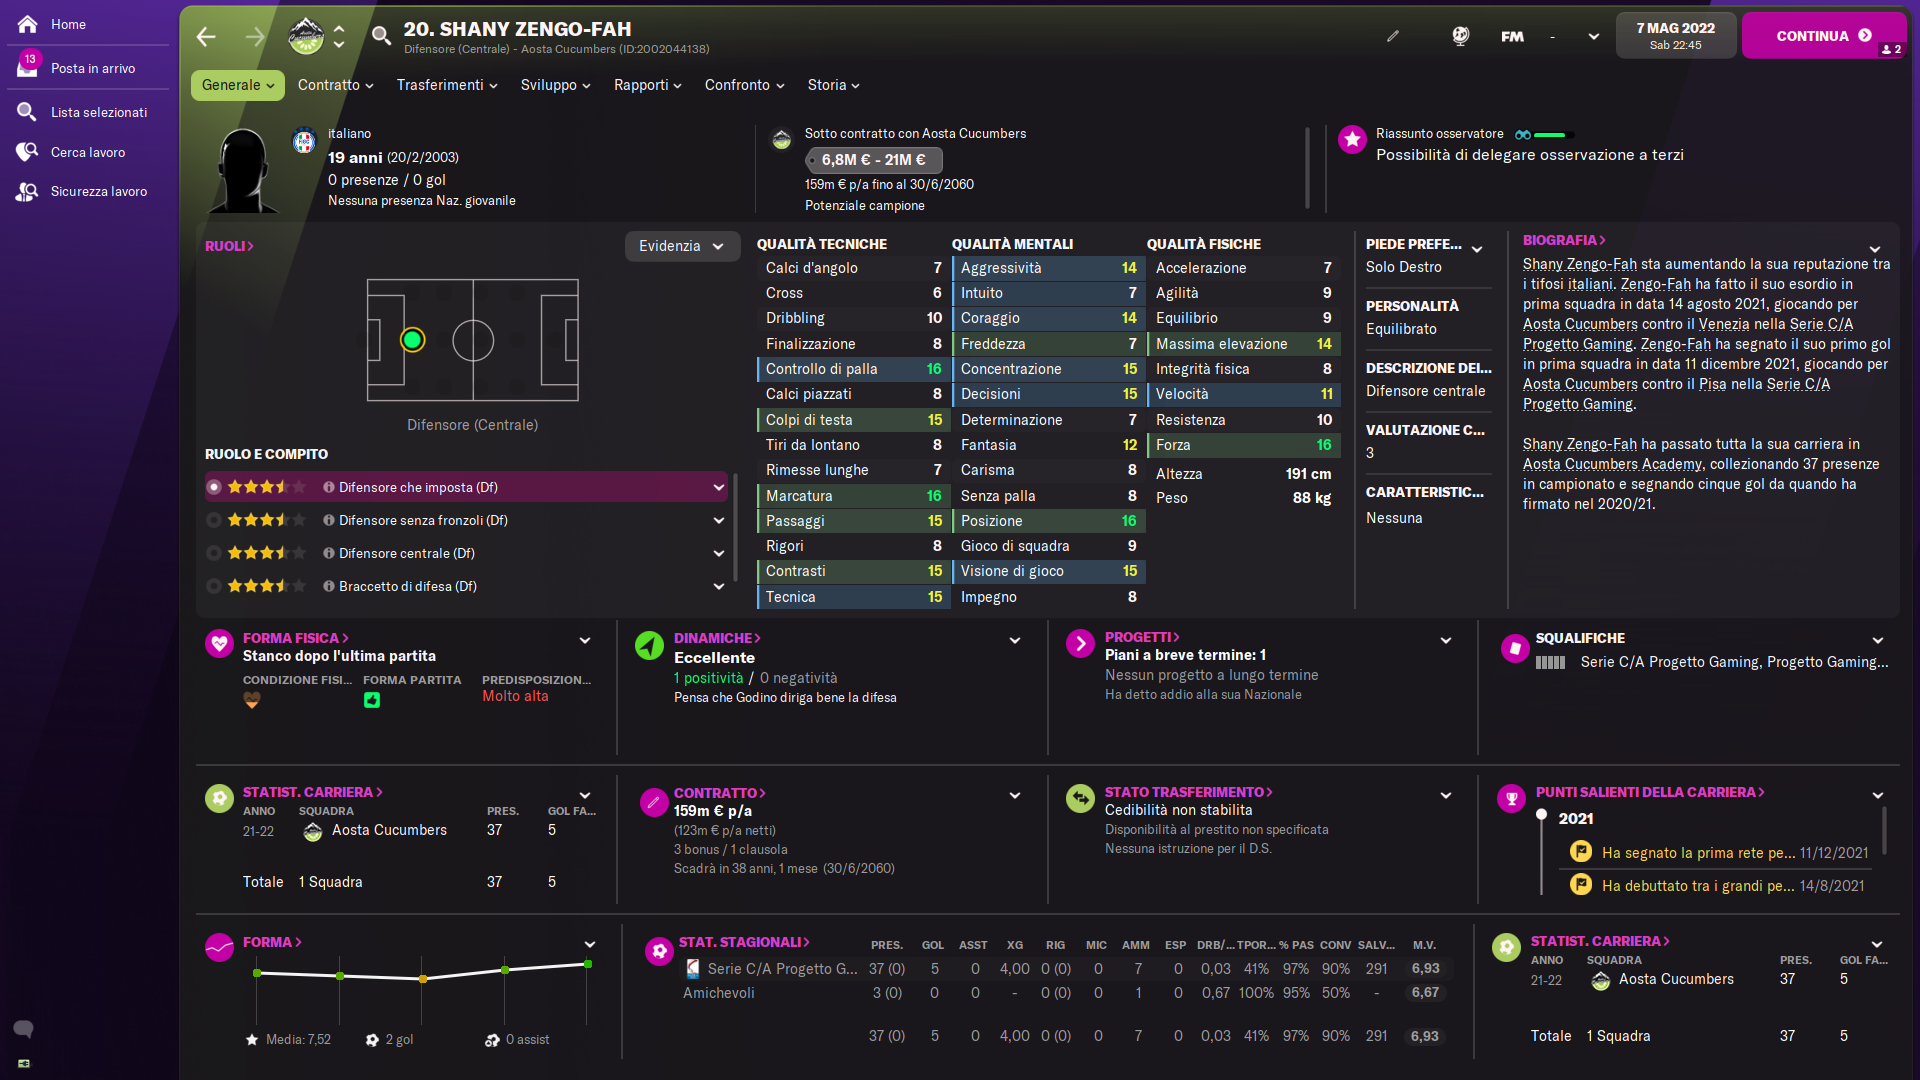 Home
13
Posta in arrivo
Lista selezionati
Cerca lavoro
Sicurezza lavoro
20. SHANY ZENGO-FAH
Difensore (Centrale) - Aosta Cucumbers (ID:2002044138)
FM
-
7 MAG 2022
Sab 22:45
CONTINUA
2
Generale
Contratto
Trasferimenti
Sviluppo
Rapporti
Confronto
Storia
italiano
19 anni (20/2/2003)
0 presenze / 0 gol
Nessuna presenza Naz. giovanile
Sotto contratto con Aosta Cucumbers
6,8M € - 21M €
159m € p/a fino al 30/6/2060
Potenziale campione
Riassunto osservatore
Possibilità di delegare osservazione a terzi
RUOLI
Evidenzia
Difensore (Centrale)
RUOLO E COMPITO
Difensore che imposta (Df)
Difensore senza fronzoli (Df)
Difensore centrale (Df)
Braccetto di difesa (Df)
QUALITÀ TECNICHE
Calci d'angolo 7
Cross 6
Dribbling 10
Finalizzazione 8
Controllo di palla 16
Calci piazzati 8
Colpi di testa 15
Tiri da lontano 8
Rimesse lunghe 7
Marcatura 16
Passaggi 15
Rigori 8
Contrasti 15
Tecnica 15
QUALITÀ MENTALI
Aggressività 14
Intuito 7
Coraggio 14
Freddezza 7
Concentrazione 15
Decisioni 15
Determinazione 7
Fantasia 12
Carisma 8
Senza palla 8
Posizione 16
Gioco di squadra 9
Visione di gioco 15
Impegno 8
QUALITÀ FISICHE
Accelerazione 7
Agilità 9
Equilibrio 9
Massima elevazione 14
Integrità fisica 8
Velocità 11
Resistenza 10
Forza 16
Altezza 191 cm
Peso 88 kg
PIEDE PREFE...
Solo Destro
PERSONALITÀ
Equilibrato
DESCRIZIONE DEI...
Difensore centrale
VALUTAZIONE C...
3
CARATTERISTIC...
Nessuna
BIOGRAFIA
Shany Zengo-Fah sta aumentando la sua reputazione tra
i tifosi italiani. Zengo-Fah ha fatto il suo esordio in
prima squadra in data 14 agosto 2021, giocando per
Aosta Cucumbers contro il Venezia nella Serie C/A
Progetto Gaming. Zengo-Fah ha segnato il suo primo gol
in prima squadra in data 11 dicembre 2021, giocando per
Aosta Cucumbers contro il Pisa nella Serie C/A
Progetto Gaming.
Shany Zengo-Fah ha passato tutta la sua carriera in
Aosta Cucumbers Academy, collezionando 37 presenze
in campionato e segnando cinque gol da quando ha
firmato nel 2020/21.
FORMA FISICA
Stanco dopo l'ultima partita
CONDIZIONE FISI... FORMA PARTITA PREDISPOSIZION...
Molto alta
DINAMICHE
Eccellente
1 positività / 0 negatività
Pensa che Godino diriga bene la difesa
PROGETTI
Piani a breve termine: 1
Nessun progetto a lungo termine
Ha detto addio alla sua Nazionale
SQUALIFICHE
Serie C/A Progetto Gaming, Progetto Gaming...
STATIST. CARRIERA
ANNO SQUADRA PRES. GOL FA...
21-22 Aosta Cucumbers 37 5
Totale 1 Squadra 37 5
CONTRATTO
159m € p/a
(123m € p/a netti)
3 bonus / 1 clausola
Scadrà in 38 anni, 1 mese (30/6/2060)
STATO TRASFERIMENTO
Cedibilità non stabilita
Disponibilità al prestito non specificata
Nessuna istruzione per il D.S.
PUNTI SALIENTI DELLA CARRIERA
2021
Ha segnato la prima rete pe... 11/12/2021
Ha debuttato tra i grandi pe... 14/8/2021
FORMA
Media: 7,52
2 gol
0 assist
STAT. STAGIONALI PRES. GOL ASST XG RIG MIC AMM ESP DRB/... TPOR... % PAS CONV SALV... M.V.
Serie C/A Progetto G... 37 (0) 5 0 4,00 0 (0) 0 7 0 0,03 41% 97% 90% 291 6,93
Amichevoli 3 (0) 0 0 - 0 (0) 0 1 0 0,67 100% 95% 50% - 6,67
37 (0) 5 0 4,00 0 (0) 0 7 0 0,03 41% 97% 90% 291 6,93
STATIST. CARRIERA
ANNO SQUADRA PRES. GOL FA...
21-22 Aosta Cucumbers 37 5
Totale 1 Squadra 37 5